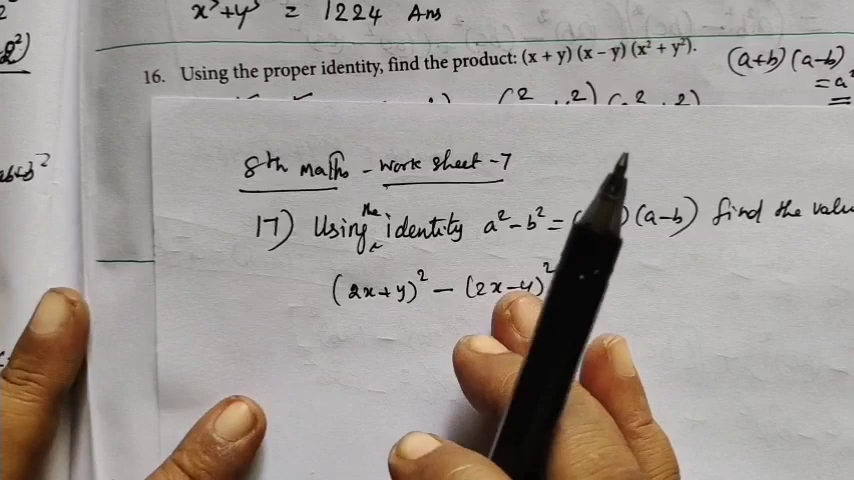 x³+y³ = 1224 Ans
16. Using the proper identity, find the product: (x + y) (x – y) (x² + y²).
(a+b) (a-b)
= a²
8th maths - work sheet -7
17) Using the identity a² - b² = ( ) (a-b) find the valu
(2x+y)² - (2x-y)²